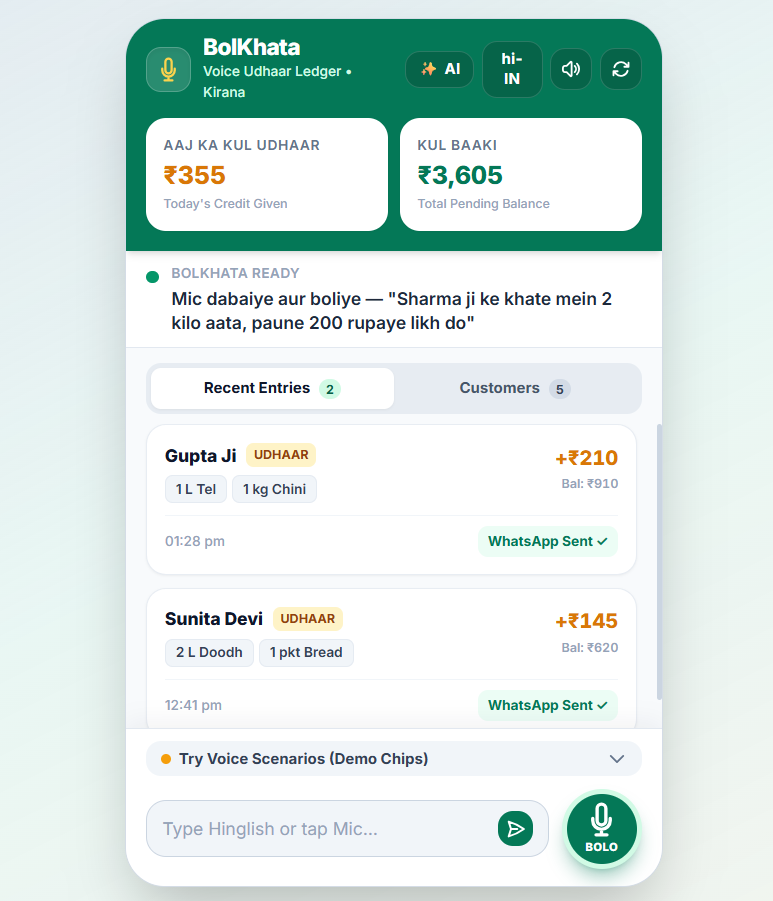 BolKhata
Voice Udhaar Ledger •
Kirana
✨ AI
hi-
IN
AAJ KA KUL UDHAAR
₹355
Today's Credit Given
KUL BAAKI
₹3,605
Total Pending Balance
BOLKHATA READY
Mic dabaiye aur boliye — "Sharma ji ke khate mein 2
kilo aata, paune 200 rupaye likh do"
Recent Entries 2
Customers 5
Gupta Ji UDHAAR
+₹210
1 L Tel 1 kg Chini
Bal: ₹910
01:28 pm
WhatsApp Sent ✓
Sunita Devi UDHAAR
+₹145
2 L Doodh 1 pkt Bread
Bal: ₹620
12:41 pm
WhatsApp Sent ✓
Try Voice Scenarios (Demo Chips)
Type Hinglish or tap Mic...
BOLO